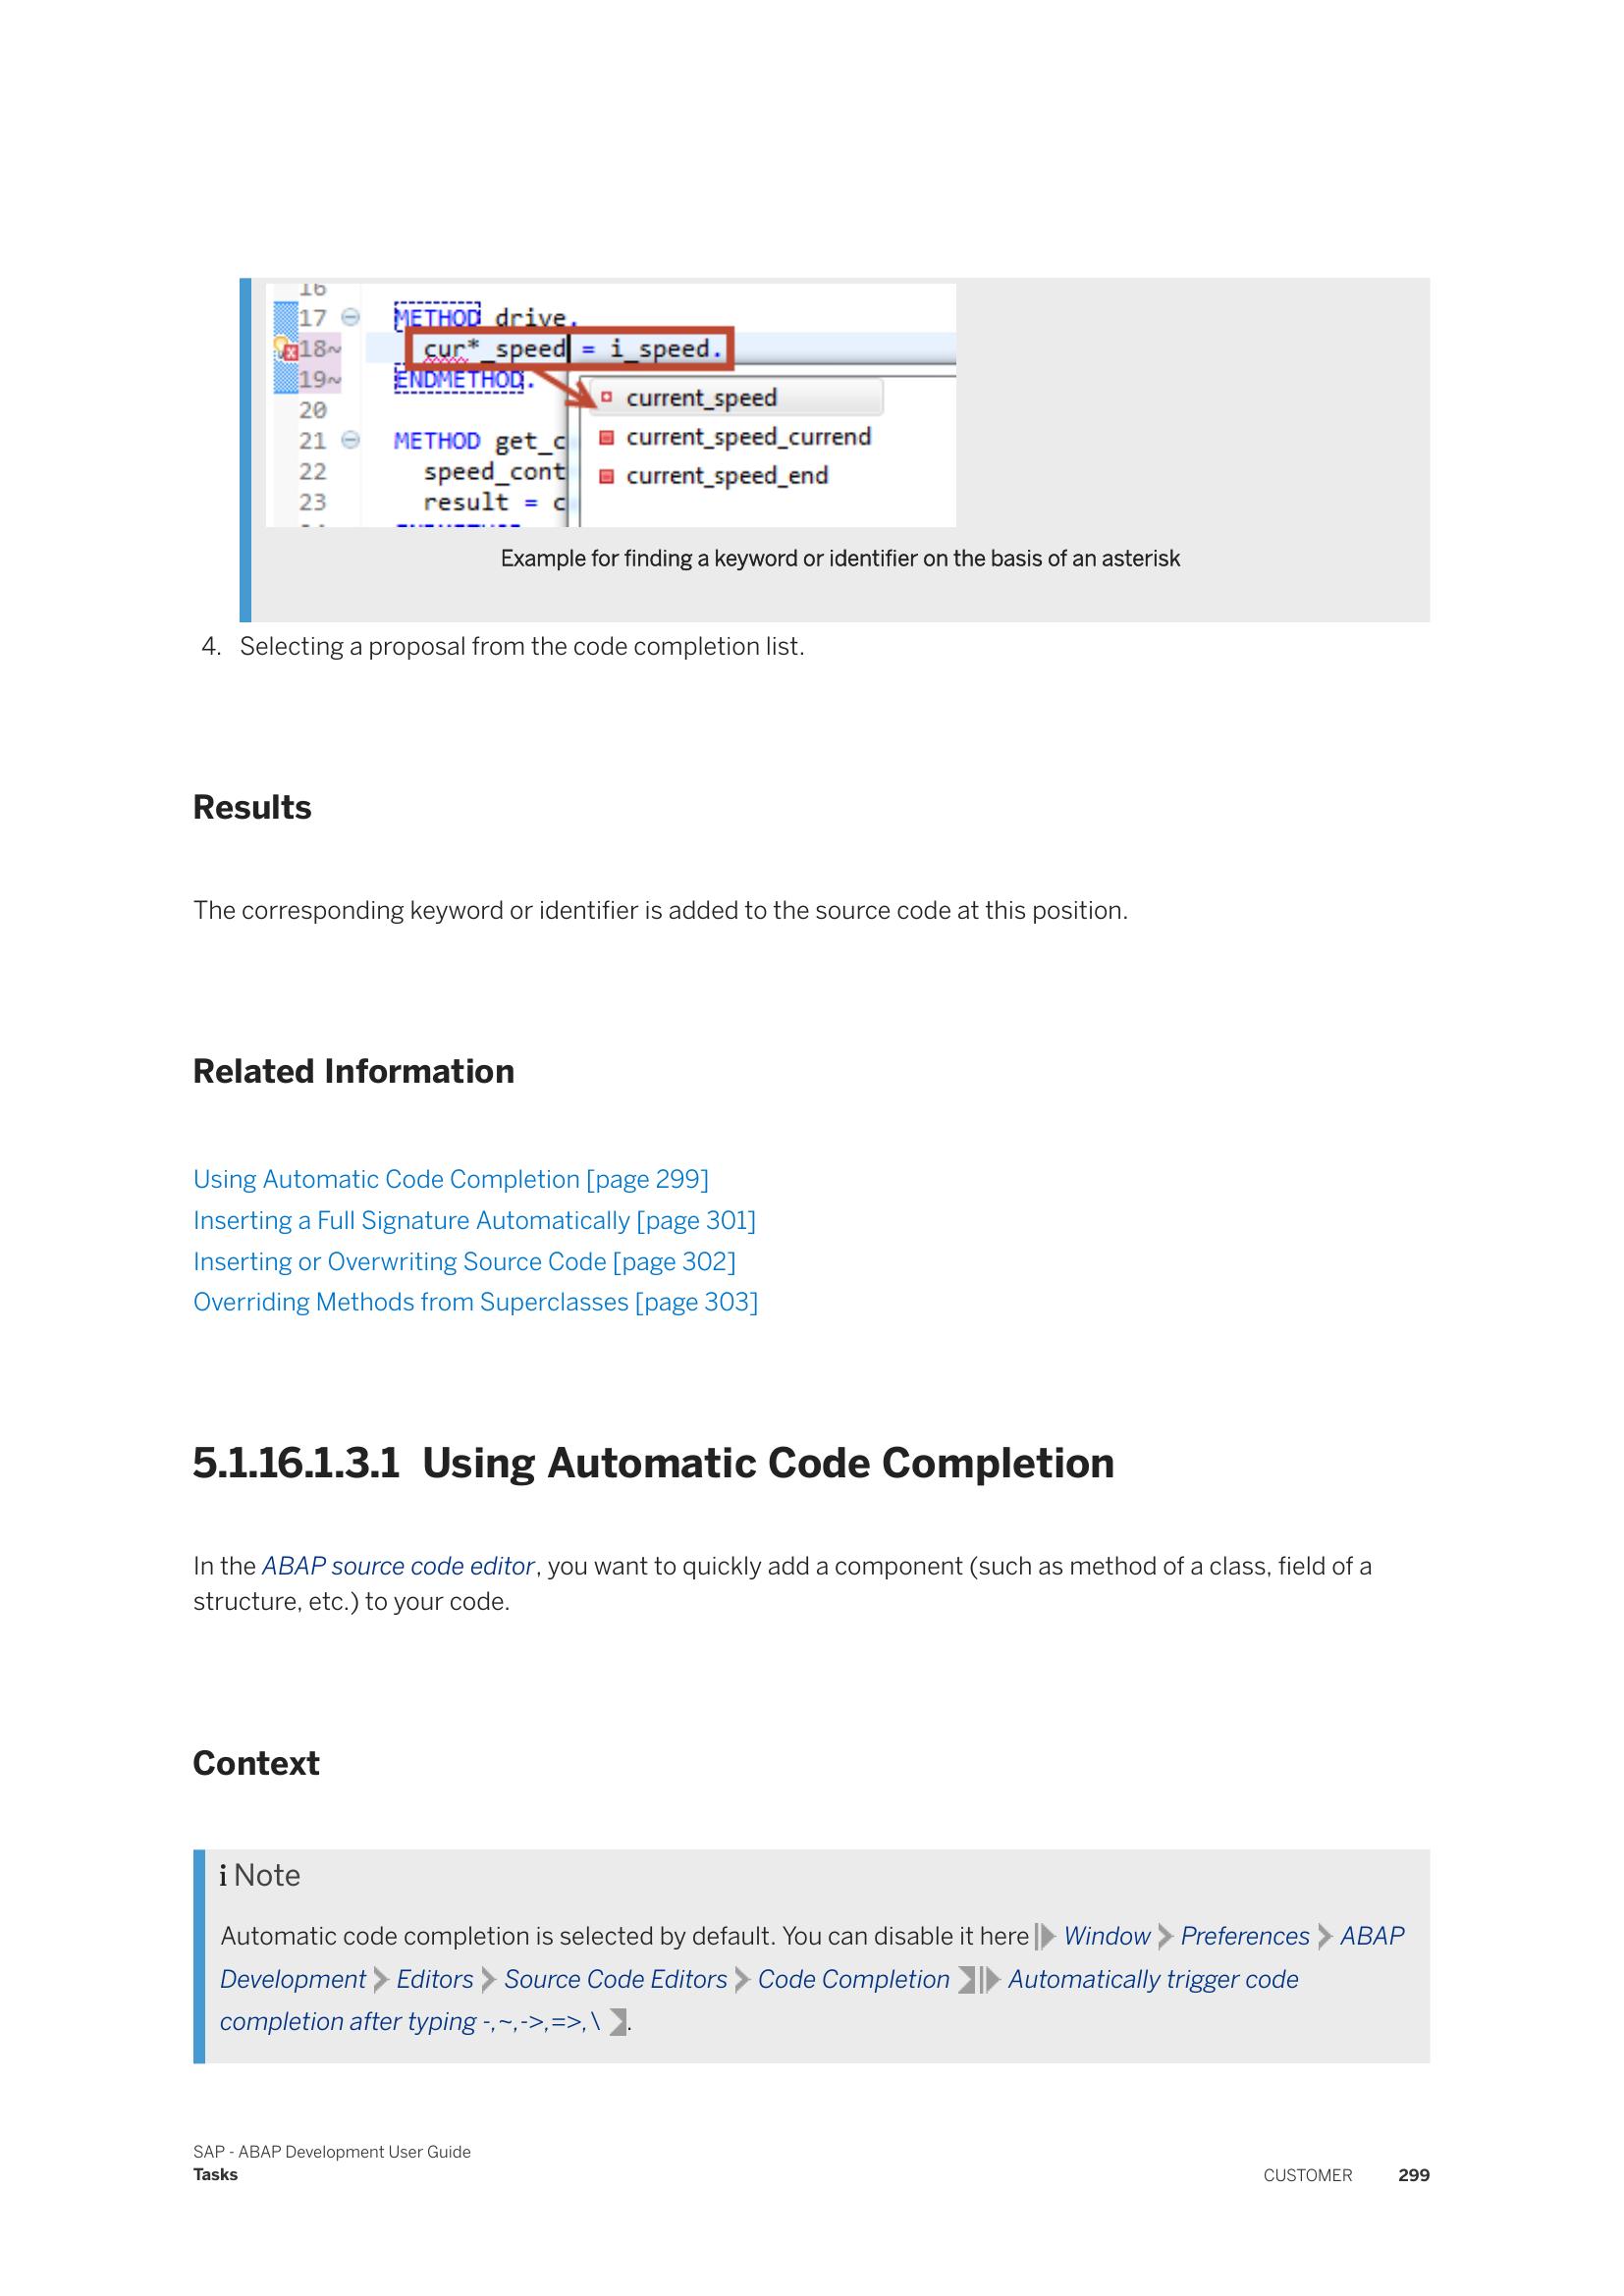 16
17 METHOD drive.
18~ cur*_speed = i_speed.
19~ ENDMETHOD.
current_speed
20
current_speed_currend
21 METHOD get_c
22 speed_cont
current_speed_end
23 result = c
Example for finding a keyword or identifier on the basis of an asterisk
4. Selecting a proposal from the code completion list.
Results
The corresponding keyword or identifier is added to the source code at this position.
Related Information
Using Automatic Code Completion [page 299]
Inserting a Full Signature Automatically [page 301]
Inserting or Overwriting Source Code [page 302]
Overriding Methods from Superclasses [page 303]
5.1.16.1.3.1 Using Automatic Code Completion
In the ABAP source code editor, you want to quickly add a component (such as method of a class, field of a
structure, etc.) to your code.
Context
i Note
Automatic code completion is selected by default. You can disable it here Window Preferences ABAP
Development Editors Source Code Editors Code Completion Automatically trigger code
completion after typing -,~,->,=>,\ .
SAP - ABAP Development User Guide
Tasks
CUSTOMER 299